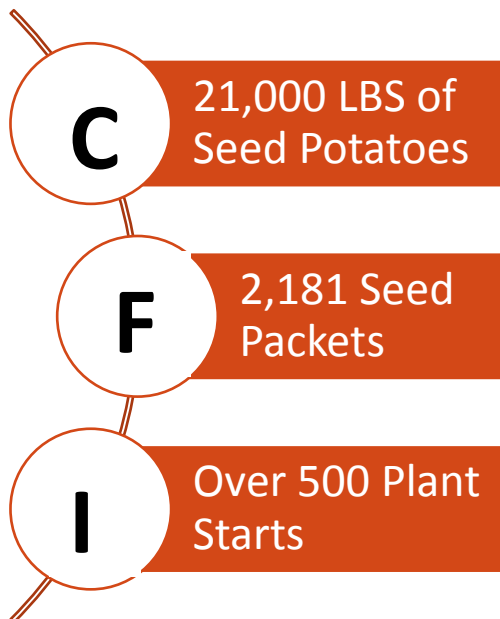 C
21,000 LBS of
Seed Potatoes
F
2,181 Seed
Packets
I
Over 500 Plant
Starts